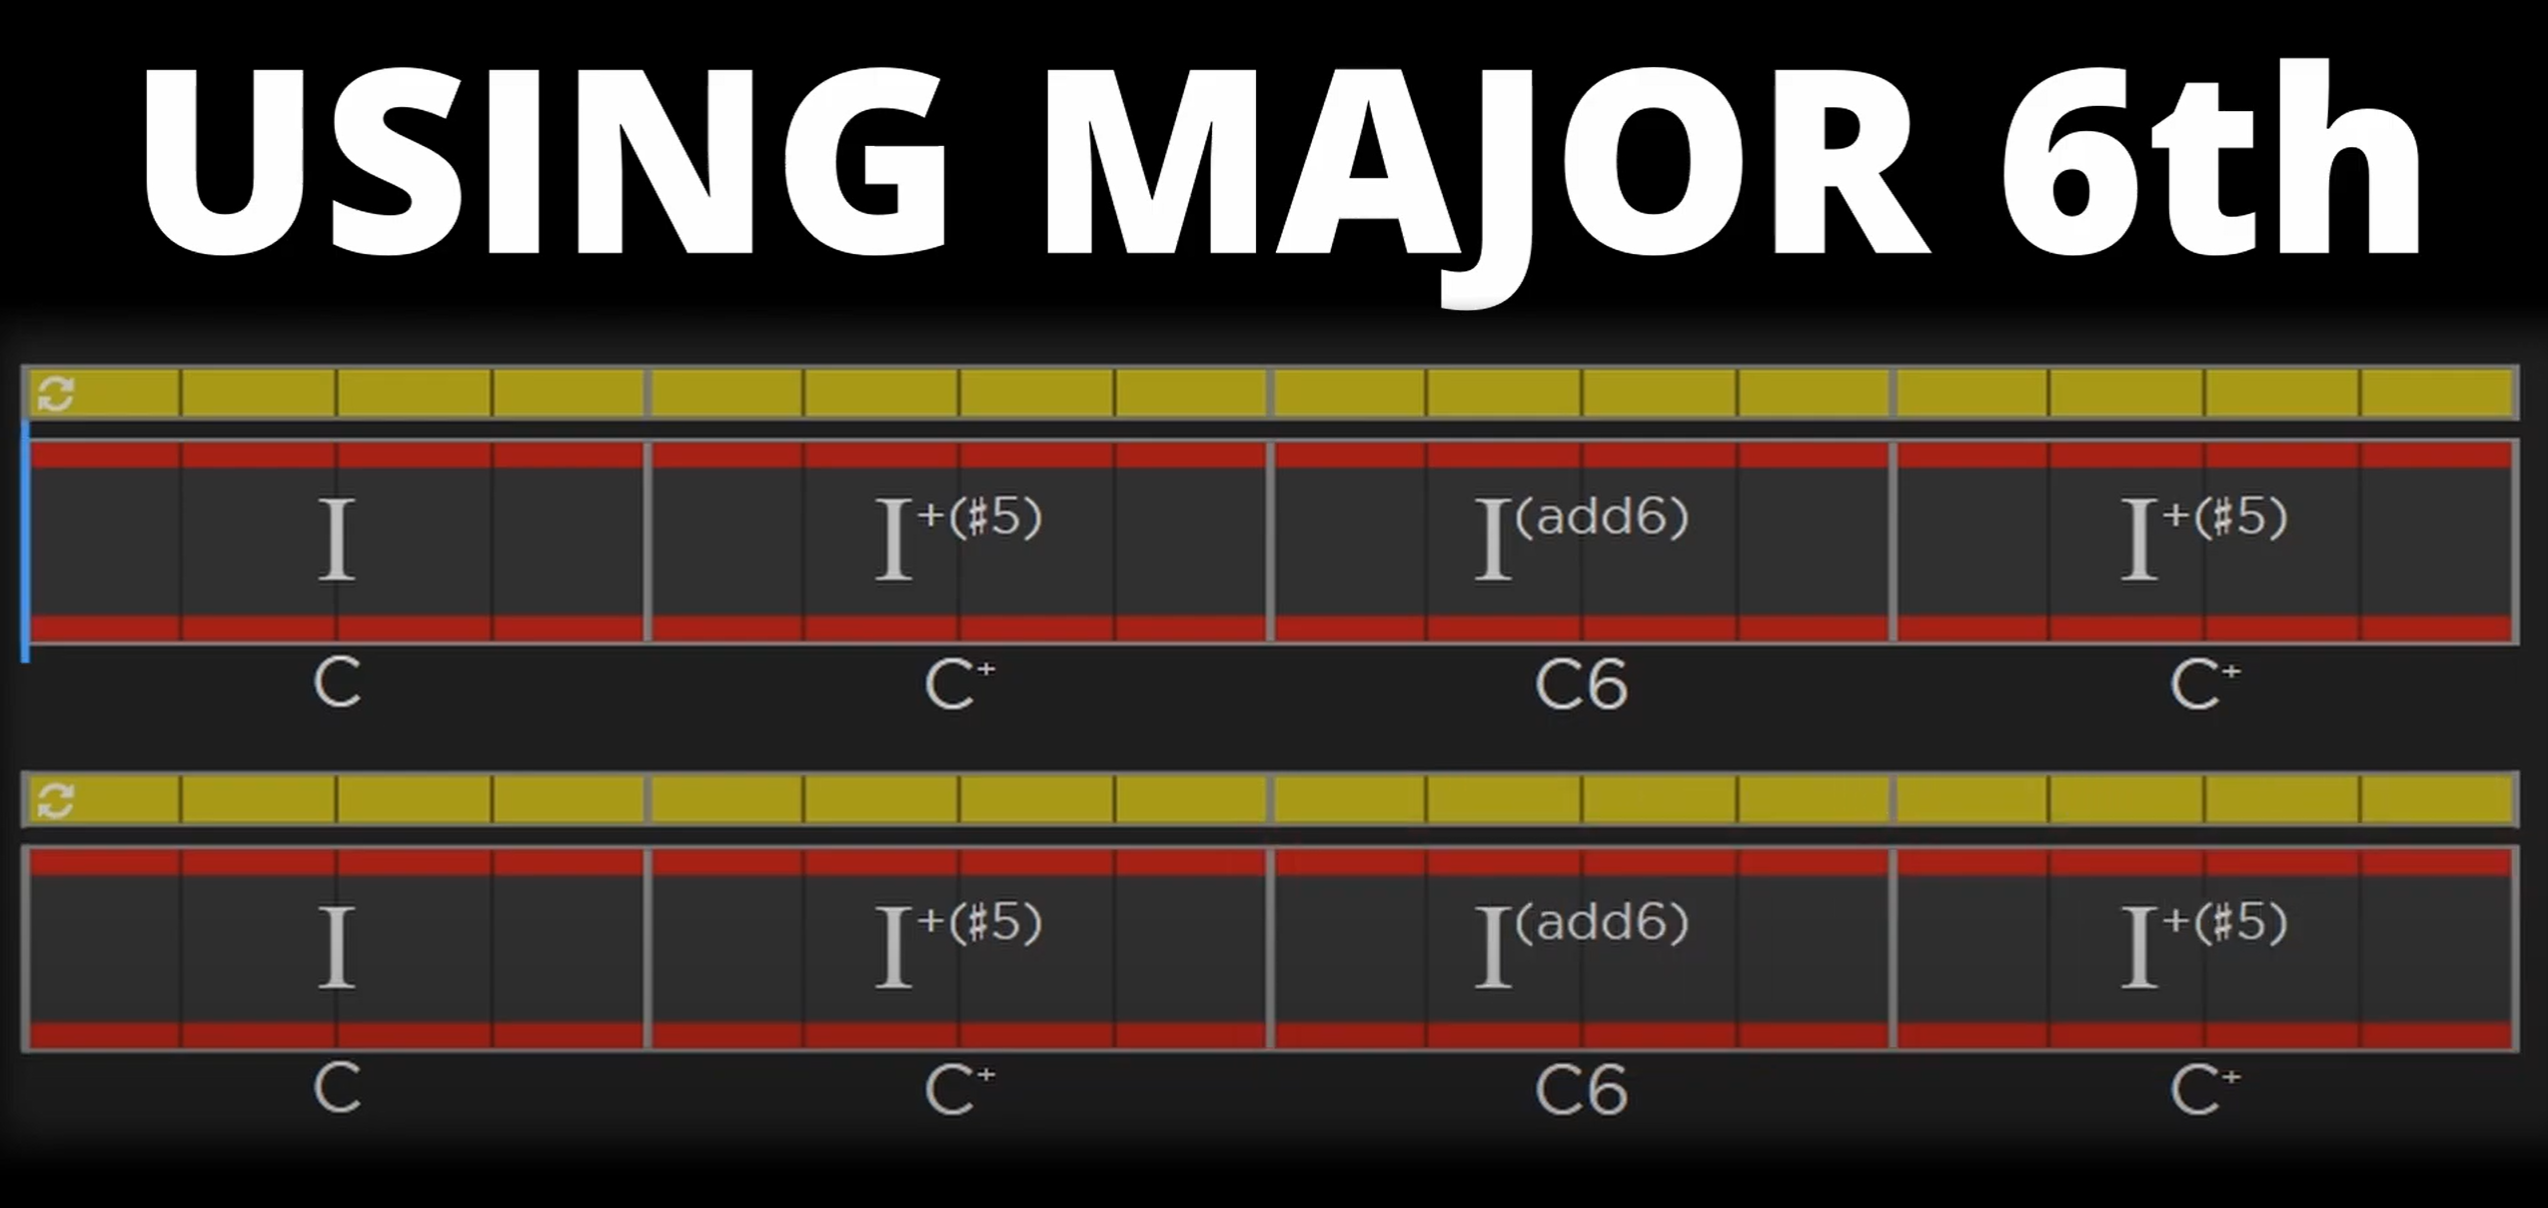 USING MAJOR 6th
I I+(♯5) I(add6) I+(♯5)
C C+ C6 C+
I I+(♯5) I(add6) I+(♯5)
C C+ C6 C+